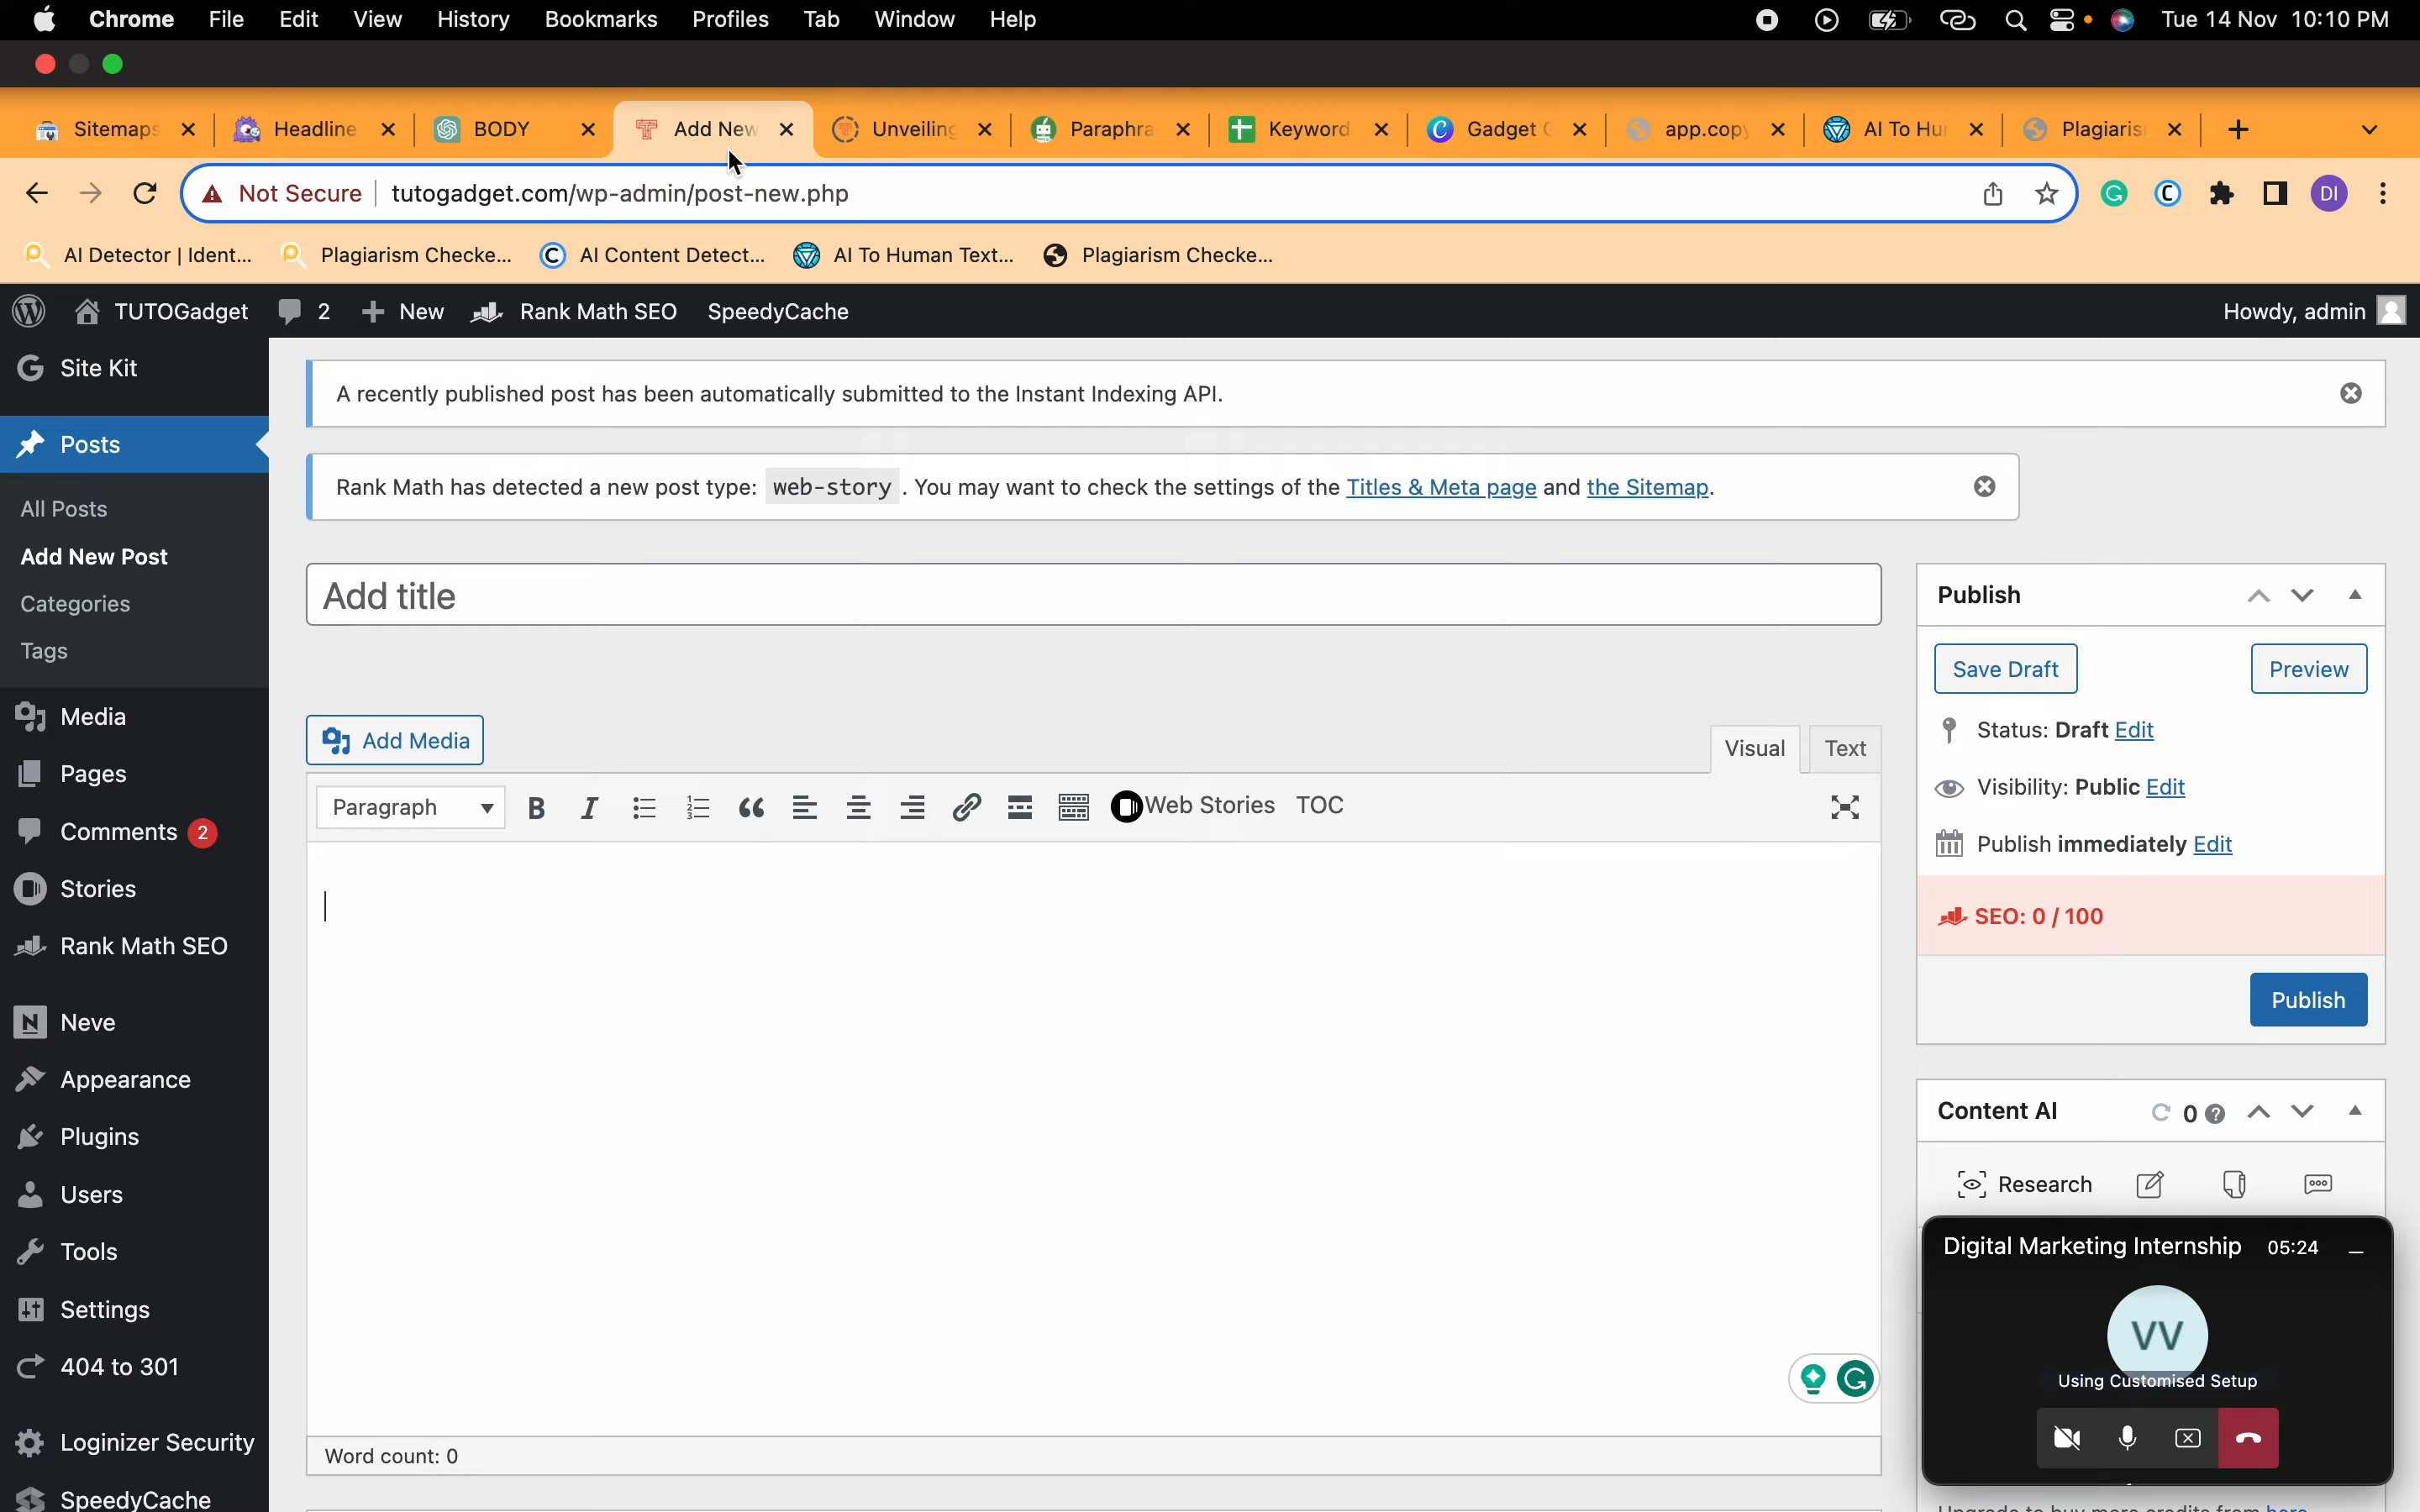 Chrome File Edit View History Bookmarks Profiles Tab Window Help Tue 14 Nov 10:10 PM
Sitemaps Headline BODY Add New Unveiling Paraphra Keyword Gadget app.copy AI To Hu Plagiaris
Not Secure tutogadget.com/wp-admin/post-new.php DI
AI Detector | Ident... Plagiarism Checke... AI Content Detect... AI To Human Text... Plagiarism Checke...
TUTOGadget 2 New Rank Math SEO SpeedyCache Howdy, admin
Site Kit
Posts
All Posts
Add New Post
Categories
Tags
Media
Pages
Comments 2
Stories
Rank Math SEO
Neve
Appearance
Plugins
Users
Tools
Settings
404 to 301
Loginizer Security
SpeedyCache
A recently published post has been automatically submitted to the Instant Indexing API.
Rank Math has detected a new post type: web-story . You may want to check the settings of the Titles & Meta page and the Sitemap.
Add title
Add Media
Visual Text
Paragraph Web Stories TOC
Word count: 0
Publish
Save Draft Preview
Status: Draft Edit
Visibility: Public Edit
Publish immediately Edit
SEO: 0 / 100
Publish
Content AI 0
Research
Digital Marketing Internship 05:24
VV
Using Customised Setup